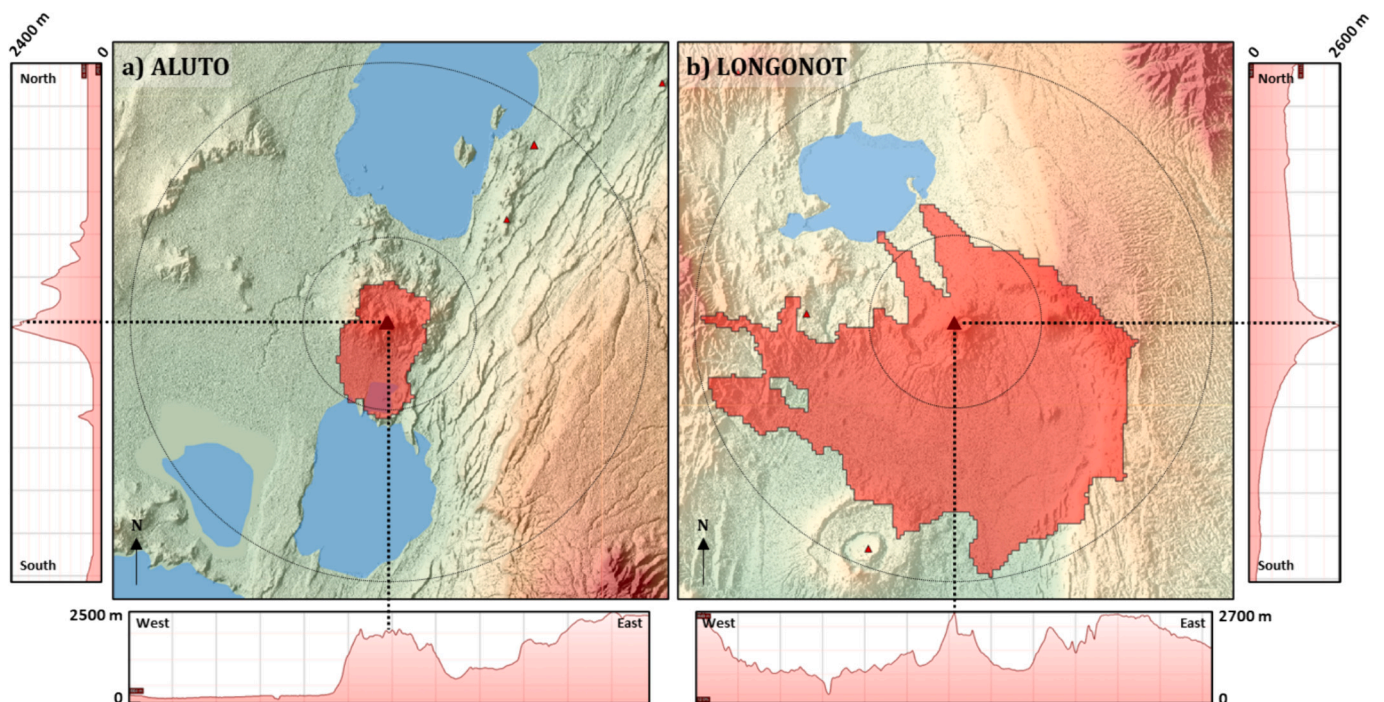 2400 m
0
North
South
a) ALUTO
N
b) LONGONOT
N
0
2600 m
North
South
2500 m
0
West
East
West
East
2700 m
0